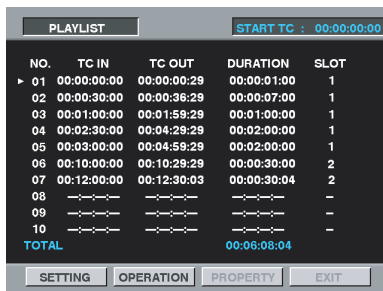 PLAYLIST START TC : 00:00:00:00
NO. TC IN TC OUT DURATION SLOT
► 01 00:00:00:00 00:00:00:29 00:00:01:00 1
02 00:00:30:00 00:00:36:29 00:00:07:00 1
03 00:01:00:00 00:01:59:29 00:01:00:00 1
04 00:02:30:00 00:04:29:29 00:02:00:00 1
05 00:03:00:00 00:04:59:29 00:02:00:00 1
06 00:10:00:00 00:10:29:29 00:00:30:00 2
07 00:12:00:00 00:12:30:03 00:00:30:04 2
08 --:--:--:-- --:--:--:-- --:--:--:-- –
09 --:--:--:-- --:--:--:-- --:--:--:-- –
10 --:--:--:-- --:--:--:-- --:--:--:-- –
TOTAL 00:06:08:04
SETTING OPERATION PROPERTY EXIT